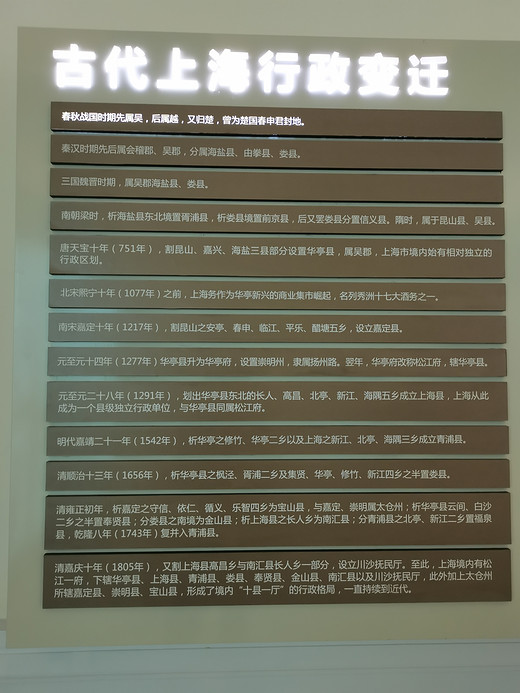 古代上海行政变迁
春秋战国时期先属吴，后属越，又归楚，曾为楚国春申君封地。
秦汉时期先后属会稽郡、吴郡，分属海盐县、由拳县、娄县。
三国魏晋时期，属吴郡海盐县、娄县。
南朝梁时，析海盐县东北境置胥浦县，析娄县境置前京县，后又罢娄县分置信义县。隋时，属于昆山县、吴县。
唐天宝十年（751年），割昆山、嘉兴、海盐三县部分设置华亭县，属吴郡，上海市境内始有相对独立的
行政区划。
北宋熙宁十年（1077年）之前，上海务作为华亭新兴的商业集市崛起，名列秀洲十七大酒务之一。
南宋嘉定十年（1217年），割昆山之安亭、春申、临江、平乐、醋塘五乡，设立嘉定县。
元至元十四年（1277年）华亭县升为华亭府，设置崇明州，隶属扬州路。翌年，华亭府改称松江府，辖华亭县。
元至元二十八年（1291年），划出华亭县东北的长人、高昌、北亭、新江、海隅五乡成立上海县，上海从此
成为一个县级独立行政单位，与华亭县同属松江府。
明代嘉靖二十一年（1542年），析华亭之修竹、华亭二乡以及上海之新江、北亭、海隅三乡成立青浦县。
清顺治十三年（1656年），析华亭县之枫泾、胥浦二乡及集贤、华亭、修竹、新江四乡之半置娄县。
清雍正初年，析嘉定之守信、依仁、循义、乐智四乡为宝山县，与嘉定、崇明属太仓州；析华亭县云间、白沙
二乡之半置奉贤县；分娄县之南境为金山县；析上海县之长人乡为南汇县；分青浦县之北亭、新江二乡置福泉
县，乾隆八年（1743年）复并入青浦县。
清嘉庆十年（1805年），又割上海县高昌乡与南汇县长人乡一部分，设立川沙抚民厅。至此，上海境内有松
江一府，下辖华亭县、上海县、青浦县、娄县、奉贤县、金山县、南汇县以及川沙抚民厅，此外加上太仓州
所辖嘉定县、崇明县、宝山县，形成了境内“十县一厅”的行政格局，一直持续到近代。